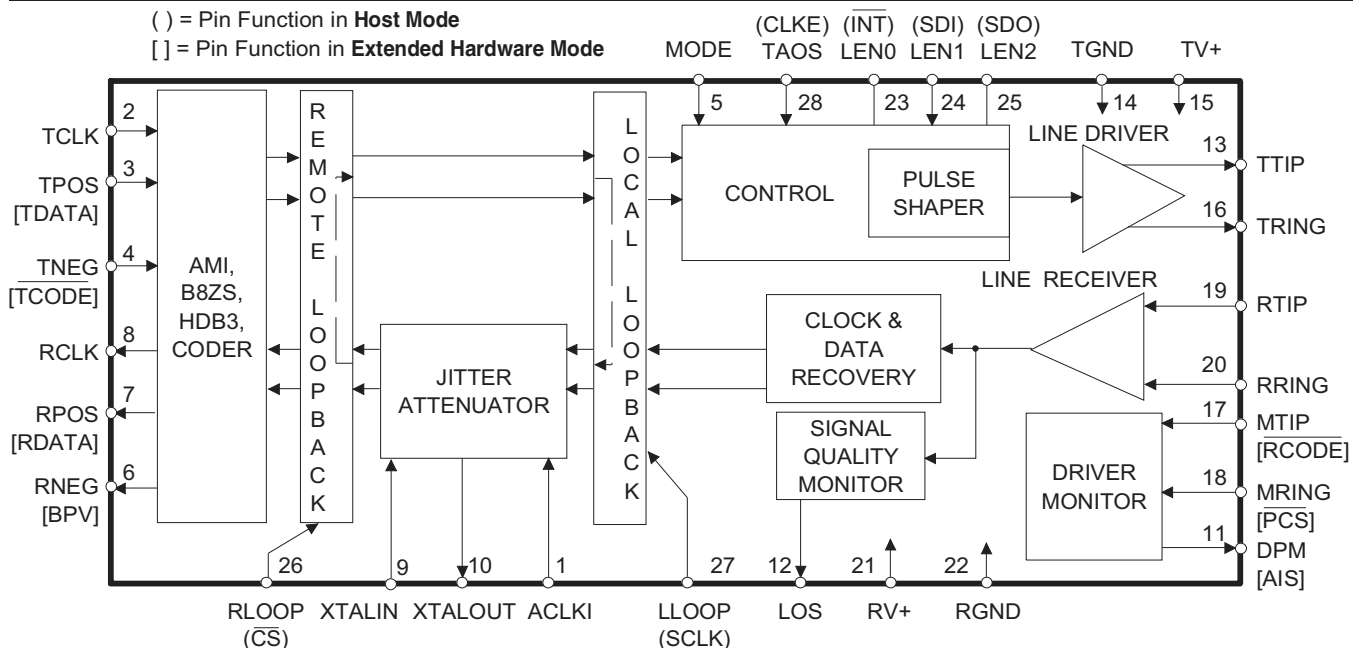 ( ) = Pin Function in Host Mode
[ ] = Pin Function in Extended Hardware Mode
(CLKE) (INT) (SDI) (SDO)
MODE TAOS LEN0 LEN1 LEN2 TGND TV+
5 28 23 24 25 14 15
2
TCLK
3
TPOS
[TDATA]
4
TNEG
[TCODE]
8
RCLK
7
RPOS
[RDATA]
6
RNEG
[BPV]
AMI,
B8ZS,
HDB3,
CODER
REMOTE LOOPBACK
JITTER
ATTENUATOR
LOCAL LOOPBACK
CONTROL
PULSE
SHAPER
LINE DRIVER
13
TTIP
16
TRING
LINE RECEIVER
19
RTIP
20
RRING
CLOCK &
DATA
RECOVERY
SIGNAL
QUALITY
MONITOR
DRIVER
MONITOR
17
MTIP
[RCODE]
18
MRING
[PCS]
11
DPM
[AIS]
26 9 10 1 27 12 21 22
RLOOP XTALIN XTALOUT ACLKI LLOOP LOS RV+ RGND
(CS) (SCLK)